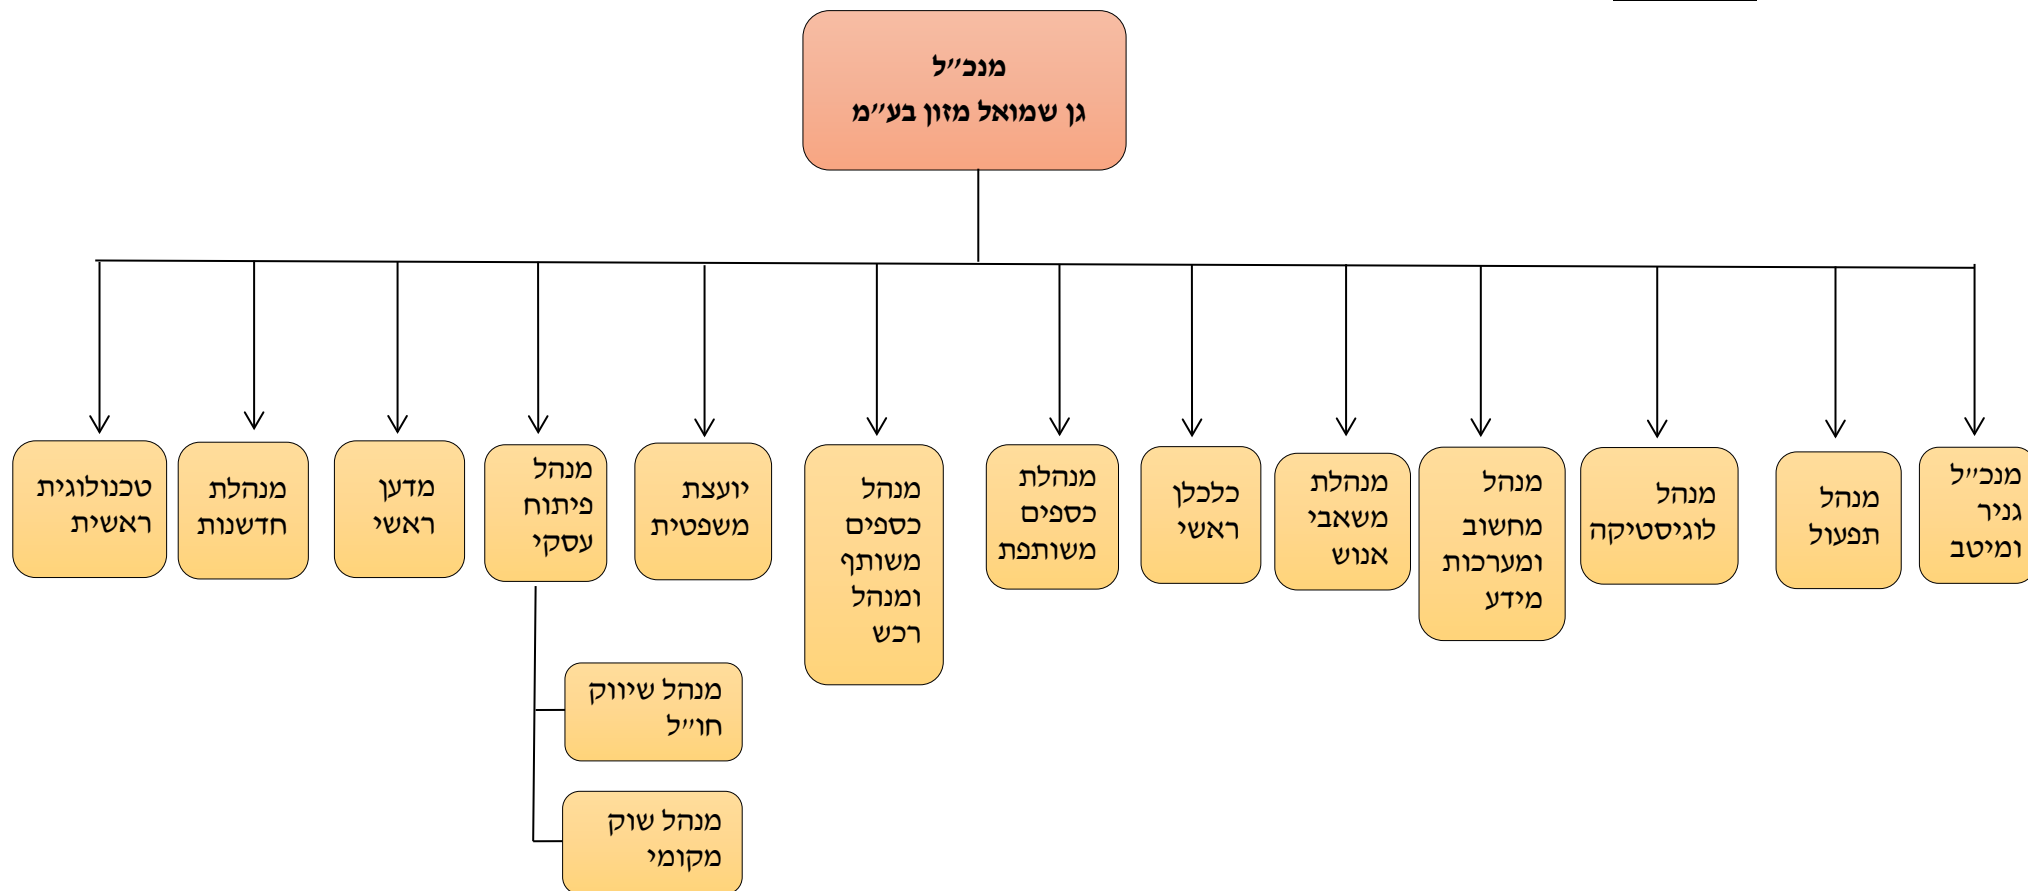 מנכ״ל
גן שמואל מזון בע״מ
מנכ״ל
גניר
ומיטב
מנהל
תפעול
מנהל
לוגיסטיקה
מנהל
מחשוב
ומערכות
מידע
מנהלת
משאבי
אנוש
כלכלן
ראשי
מנהלת
כספים
משותפת
מנהל
כספים
משותף
ומנהל
רכש
יועצת
משפטית
מנהל
פיתוח
עסקי
מדען
ראשי
מנהלת
חדשנות
טכנולוגית
ראשית
מנהל שיווק
חו״ל
מנהל שוק
מקומי